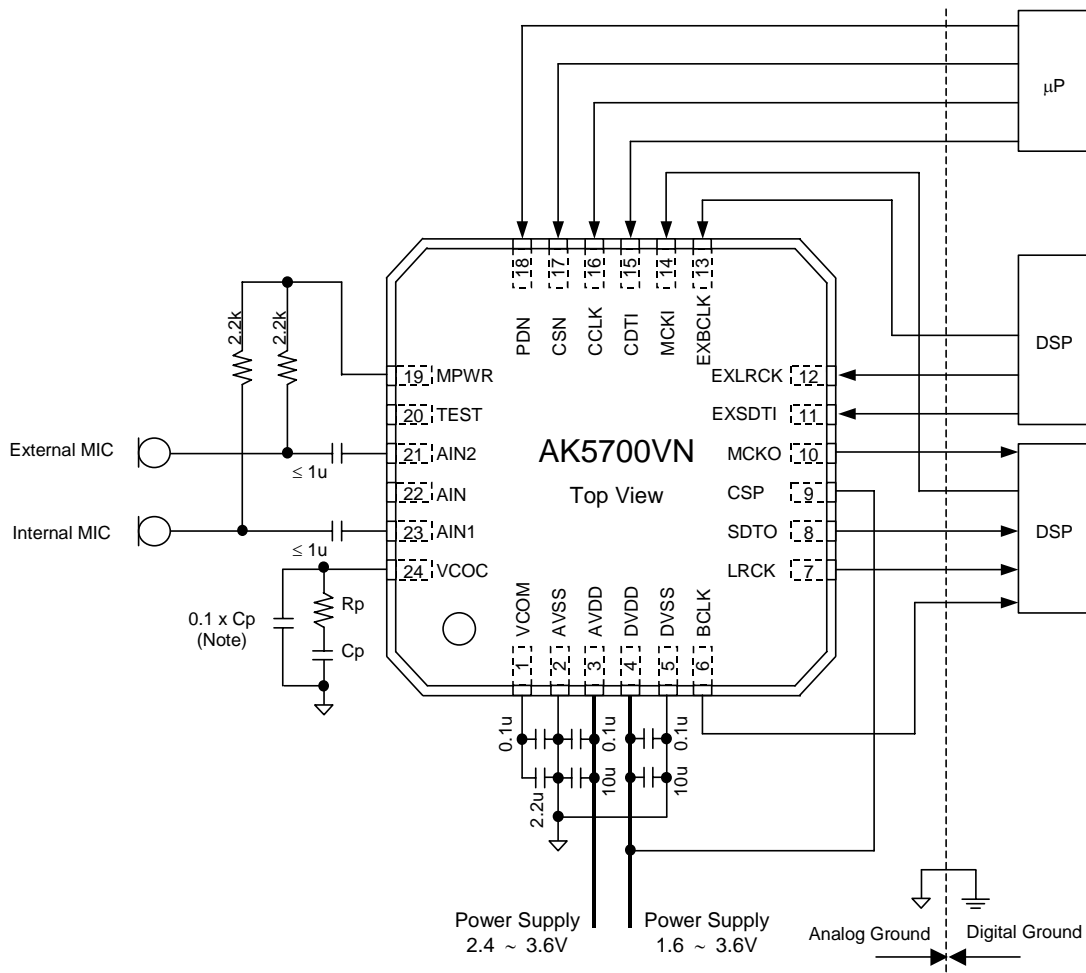 µP
18
17
16
15
14
13
PDN
CSN
CCLK
CDTI
MCKI
EXBCLK
2.2k
2.2k
DSP
19 MPWR
EXLRCK 12
20 TEST
EXSDTI 11
External MIC
21 AIN2
AK5700VN
MCKO 10
≤ 1u
22 AIN
Top View
CSP 9
Internal MIC
23 AIN1
SDTO 8
DSP
≤ 1u
24 VCOC
LRCK 7
0.1 x Cp
(Note)
Rp
Cp
VCOM
AVSS
AVDD
DVDD
DVSS
BCLK
1
2
3
4
5
6
0.1u
0.1u
0.1u
2.2u
10u
10u
Power Supply
2.4 ~ 3.6V
Power Supply
1.6 ~ 3.6V
Analog Ground
Digital Ground